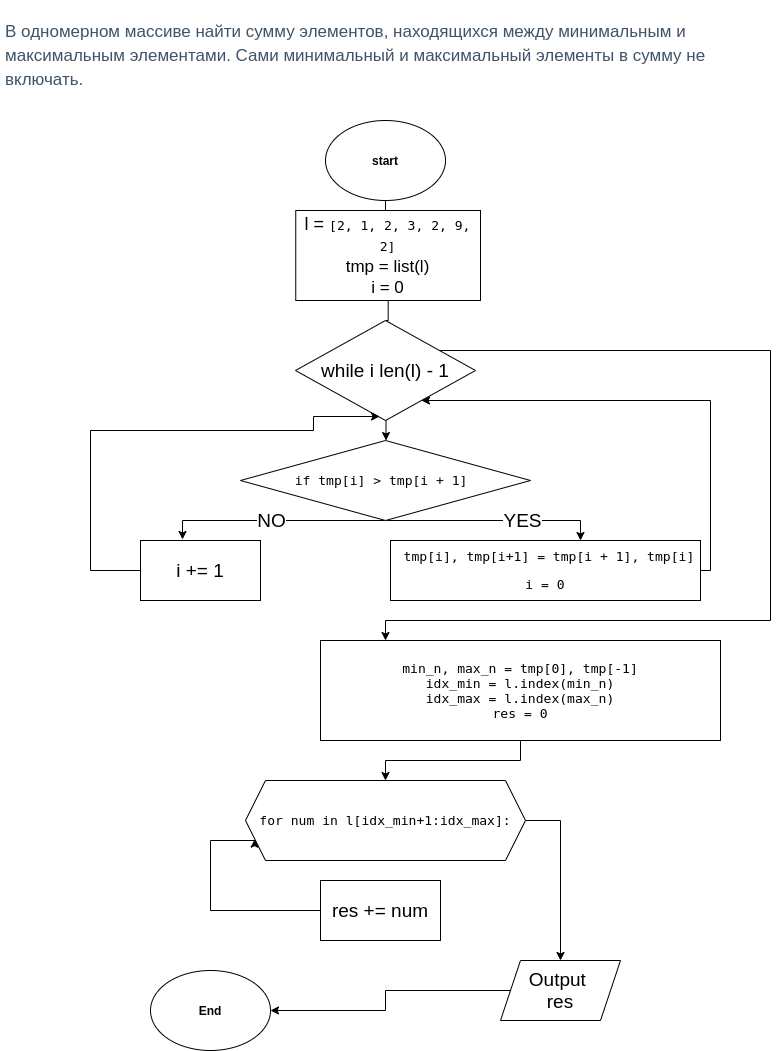 В одномерном массиве найти сумму элементов, находящихся между минимальным и
максимальным элементами. Сами минимальный и максимальный элементы в сумму не
включать.
start
l = [2, 1, 2, 3, 2, 9,
2]
tmp = list(l)
i = 0
while i len(l) - 1
if tmp[i] > tmp[i + 1]
NO
YES
i += 1
tmp[i], tmp[i+1] = tmp[i + 1], tmp[i]
i = 0
min_n, max_n = tmp[0], tmp[-1]
idx_min = l.index(min_n)
idx_max = l.index(max_n)
res = 0
for num in l[idx_min+1:idx_max]:
res += num
Output
res
End